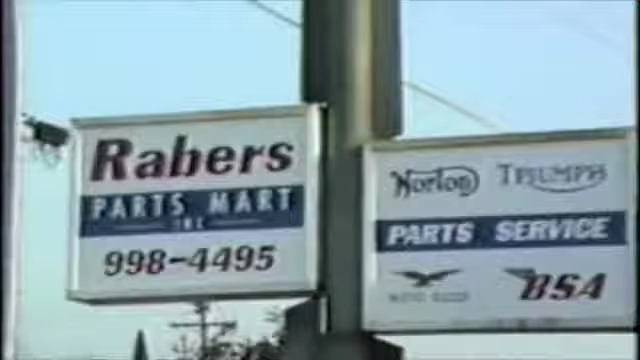 Rabers
PARTS MART
INC
998-4495
Norton TRIUMPH
PARTS SERVICE
BSA